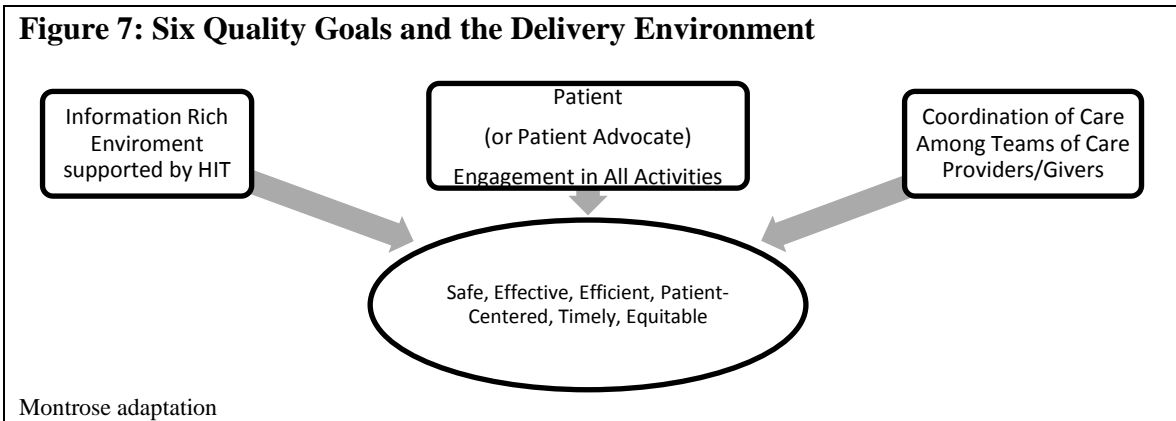 Figure 7: Six Quality Goals and the Delivery Environment
Information Rich
Enviroment
supported by HIT
Patient
(or Patient Advocate)
Engagement in All Activities
Coordination of Care
Among Teams of Care
Providers/Givers
Safe, Effective, Efficient, Patient-
Centered, Timely, Equitable
Montrose adaptation